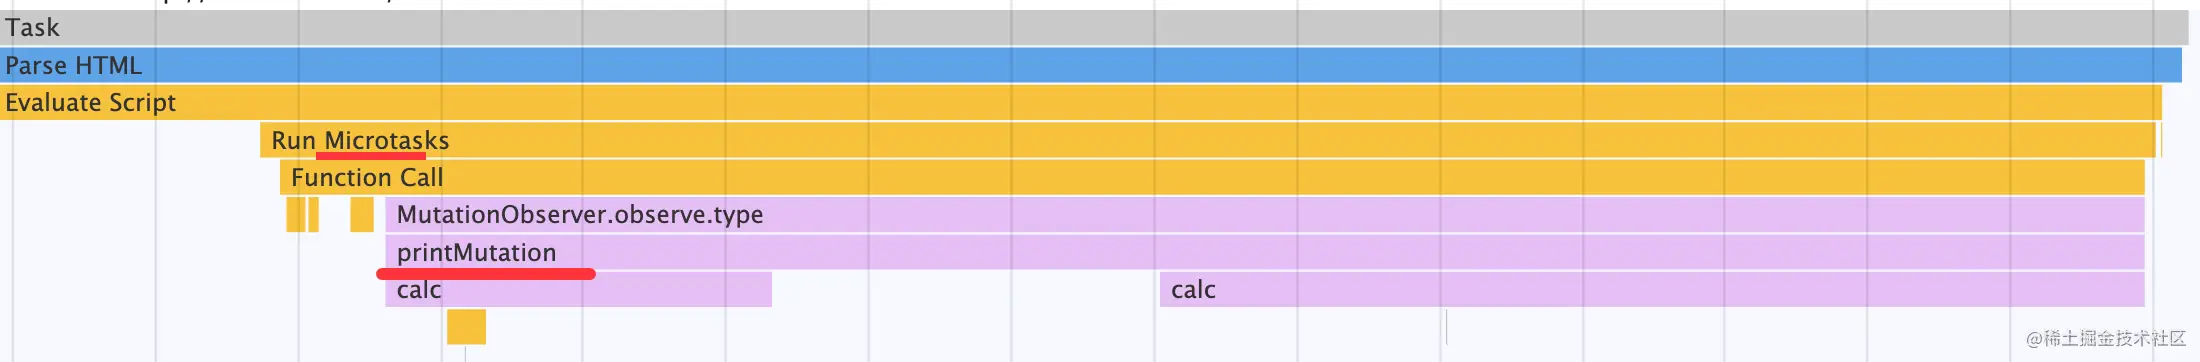 Task
Parse HTML
Evaluate Script
Run Microtasks
Function Call
MutationObserver.observe.type
printMutation
calc calc
@稀土掘金技术社区